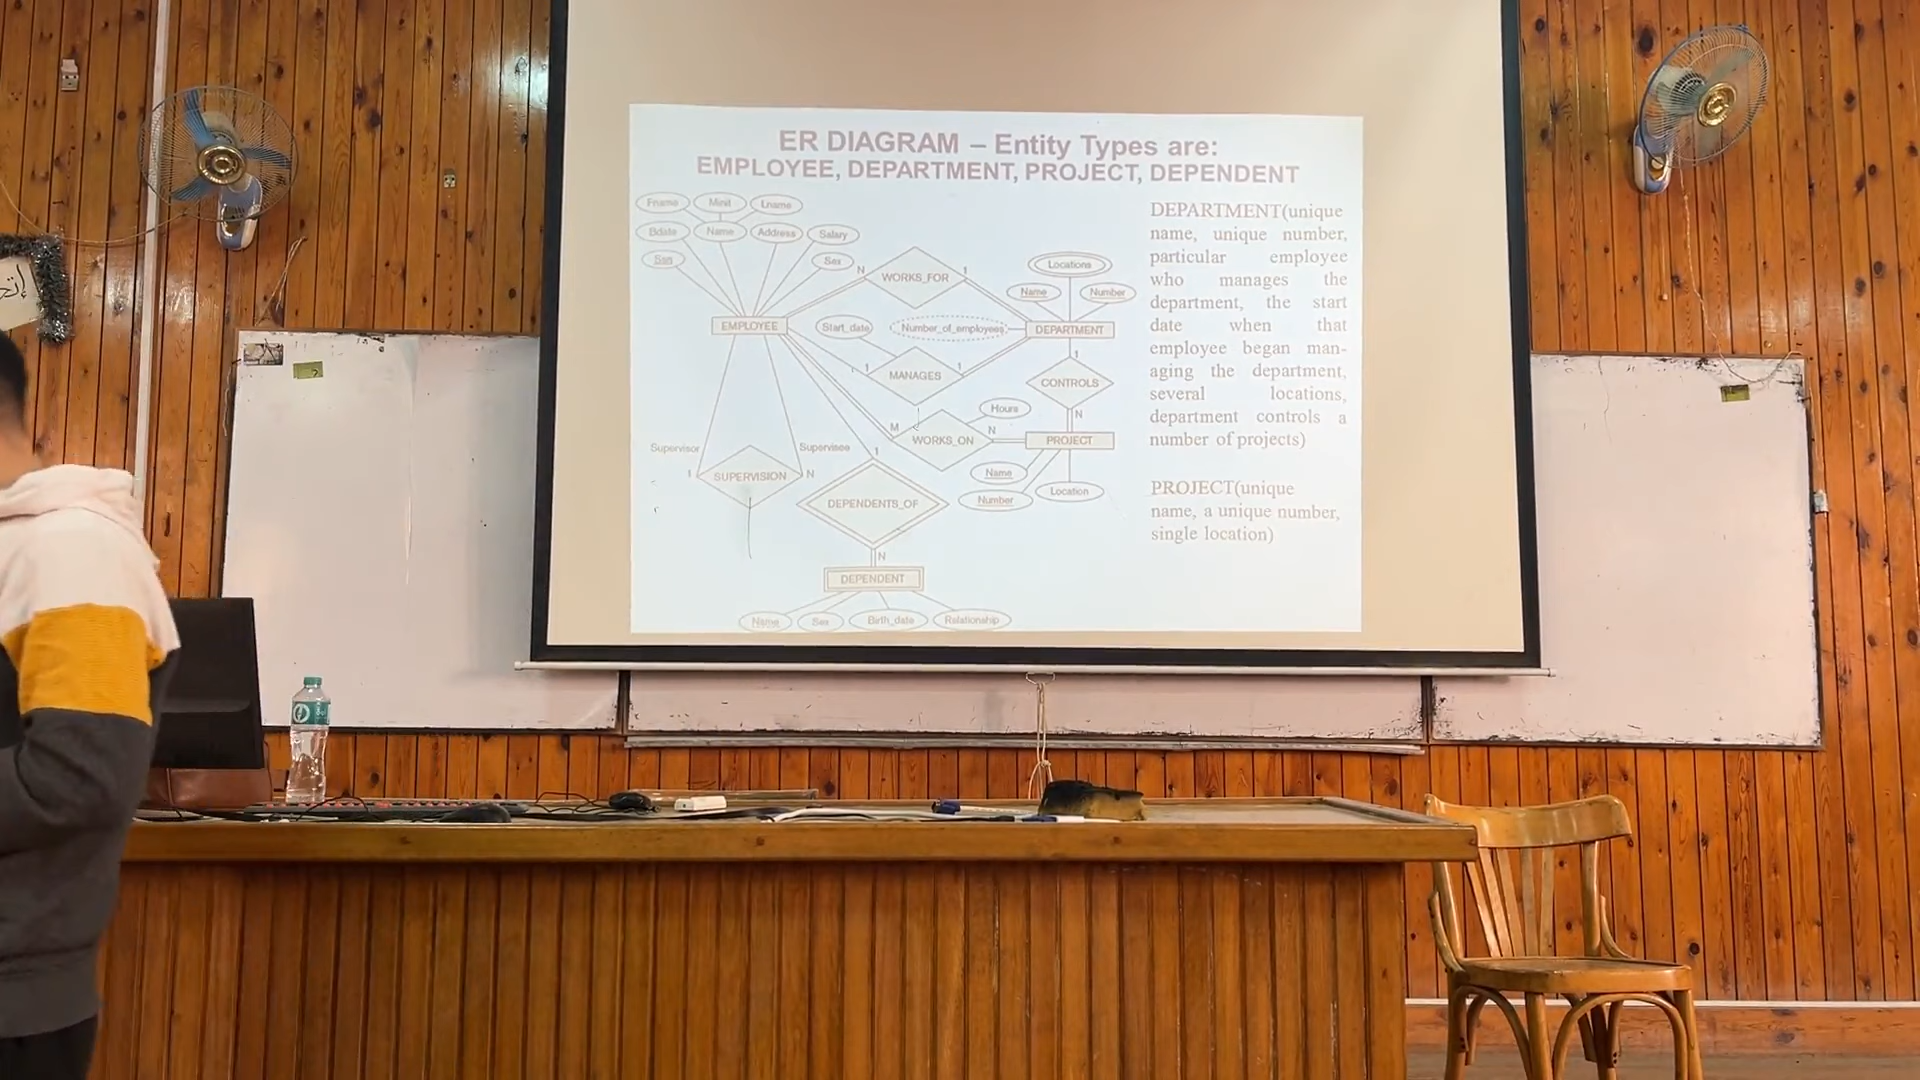 ER DIAGRAM – Entity Types are:
EMPLOYEE, DEPARTMENT, PROJECT, DEPENDENT
Fname Minit Lname
Bdate Name Address Salary
Ssn Sex
N WORKS_FOR 1
Locations
Name Number
EMPLOYEE Start_date Number_of_employees DEPARTMENT
1 MANAGES 1
1
CONTROLS
N
Hours
M WORKS_ON N PROJECT
Supervisor Supervisee
1 SUPERVISION N
1
DEPENDENTS_OF
Name
Number Location
N
DEPENDENT
Name Sex Birth_date Relationship
DEPARTMENT(unique
name, unique number,
particular employee
who manages the
department, the start
date when that
employee began man-
aging the department,
several locations,
department controls a
number of projects)
PROJECT(unique
name, a unique number,
single location)